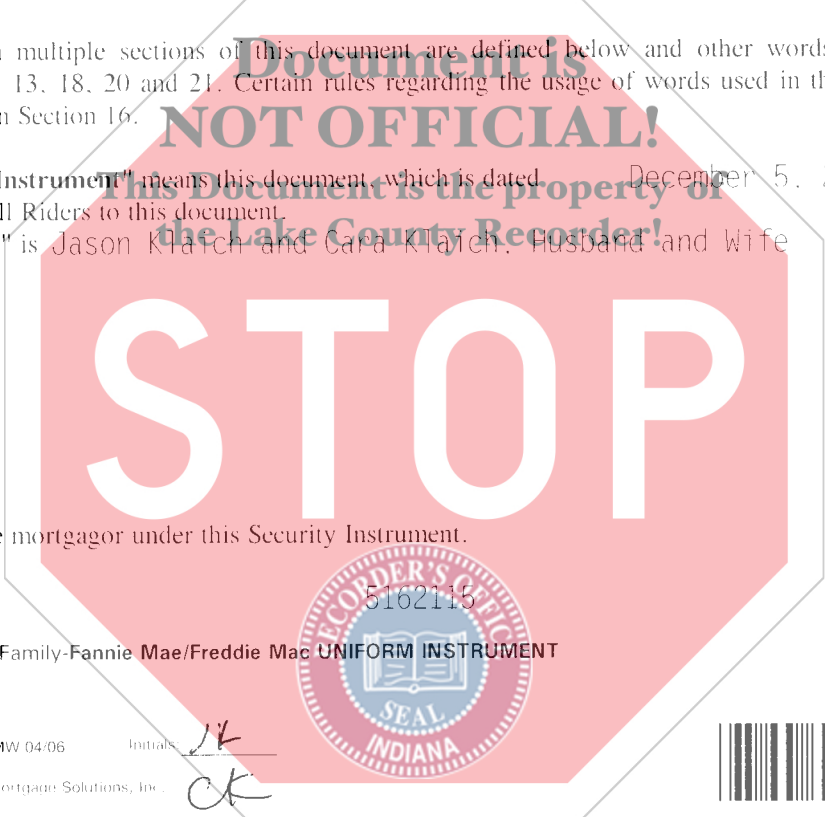 multiple sections of this document are defined below and other words
13, 18, 20 and 21. Certain rules regarding the usage of words used in
Section 16.
Document is
NOT OFFICIAL!
This Document is the property of
the Lake County Recorder!
Instrument" means this document, which is dated December 5,
Riders to this document.
" is Jason Klaich and Cara Klaich, Husband and Wife
STOP
mortgagor under this Security Instrument.
RECORDER'S OFFICE
5162115
SEAL
INDIANA
Family-Fannie Mae/Freddie Mac UNIFORM INSTRUMENT
MW 04/06 Initials: JK
ortgage Solutions, Inc. CK